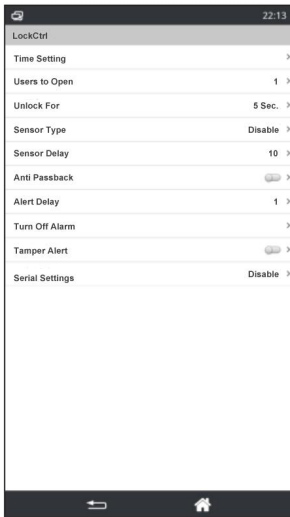 22:13
LockCtrl
Time Setting
Users to Open 1
Unlock For 5 Sec.
Sensor Type Disable
Sensor Delay 10
Anti Passback
Alert Delay 1
Turn Off Alarm
Tamper Alert
Serial Settings Disable